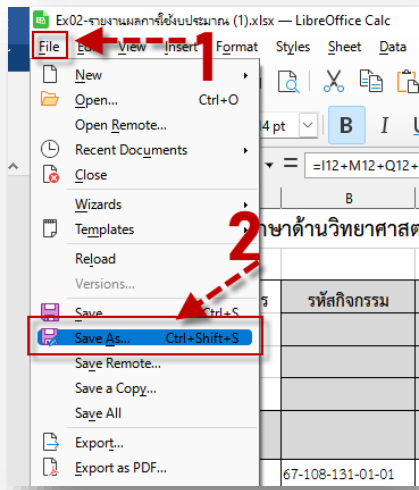 Ex02-รายงานผลการใช้งบประมาณ (1).xlsx — LibreOffice Calc
File Edit View Insert Format Styles Sheet Data
1
New
Open... Ctrl+O
Open Remote...
4 pt B I U
Recent Documents
=I12+M12+Q12+
Close
B
Wizards
Templates
2
ษาด้านวิทยาศาสต
Reload
Versions...
ร รหัสกิจกรรม
Save Ctrl+S
Save As... Ctrl+Shift+S
Save Remote...
Save a Copy...
Save All
Export...
Export as PDF...
67-108-131-01-01